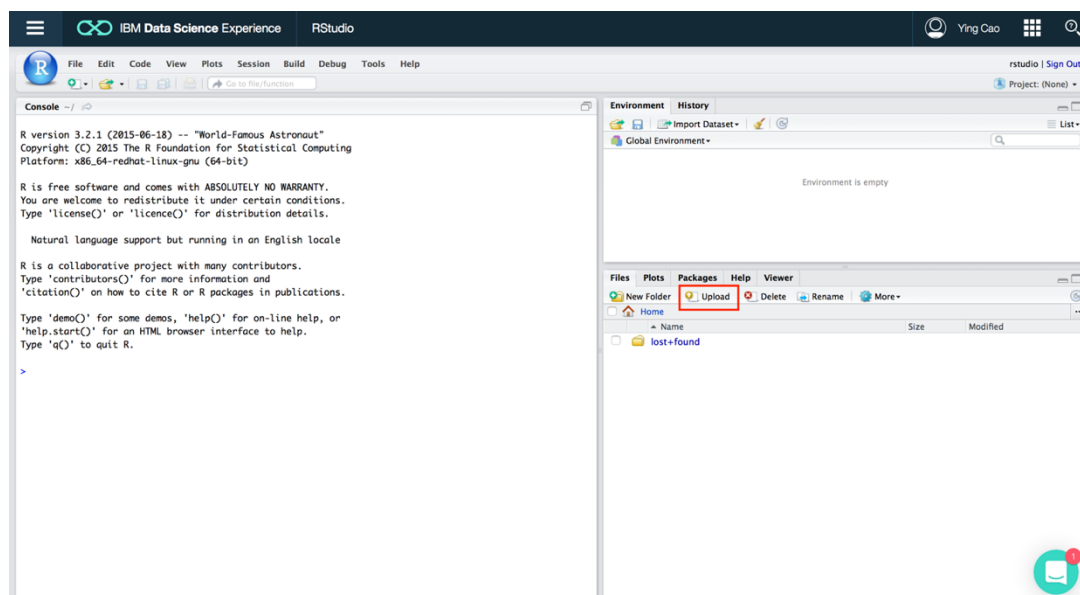 IBM Data Science Experience RStudio Ying Cao
R File Edit Code View Plots Session Build Debug Tools Help rstudio | Sign Out
Go to file/function Project: (None)
Console ~/
R version 3.2.1 (2015-06-18) -- "World-Famous Astronaut"
Copyright (C) 2015 The R Foundation for Statistical Computing
Platform: x86_64-redhat-linux-gnu (64-bit)
R is free software and comes with ABSOLUTELY NO WARRANTY.
You are welcome to redistribute it under certain conditions.
Type 'license()' or 'licence()' for distribution details.
Natural language support but running in an English locale
R is a collaborative project with many contributors.
Type 'contributors()' for more information and
'citation()' on how to cite R or R packages in publications.
Type 'demo()' for some demos, 'help()' for on-line help, or
'help.start()' for an HTML browser interface to help.
Type 'q()' to quit R.
>
Environment History
Import Dataset List
Global Environment
Environment is empty
Files Plots Packages Help Viewer
New Folder Upload Delete Rename More
Home ...
Name Size Modified
lost+found
1